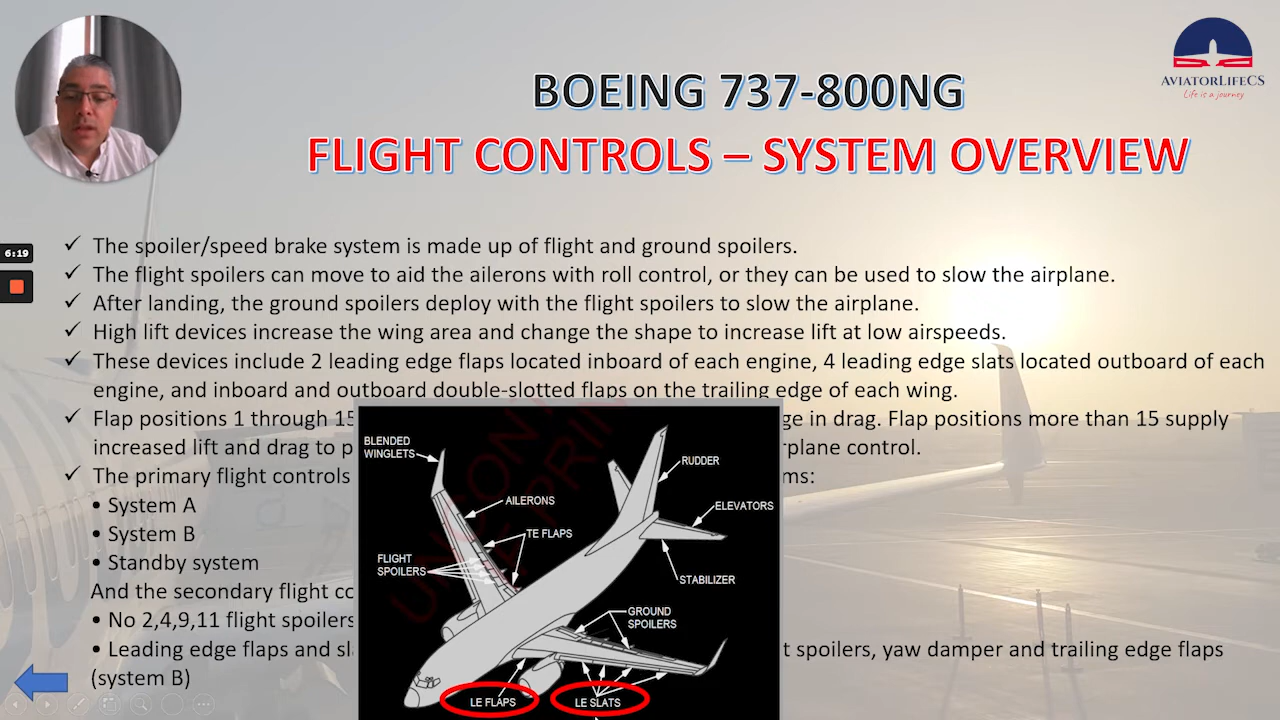 AVIATORLIFECS
Life is a journey
BOEING 737-800NG
FLIGHT CONTROLS – SYSTEM OVERVIEW
6:19
✓ The spoiler/speed brake system is made up of flight and ground spoilers.
✓ The flight spoilers can move to aid the ailerons with roll control, or they can be used to slow the airplane.
✓ After landing, the ground spoilers deploy with the flight spoilers to slow the airplane.
✓ High lift devices increase the wing area and change the shape to increase lift at low airspeeds.
✓ These devices include 2 leading edge flaps located inboard of each engine, 4 leading edge slats located outboard of each
engine, and inboard and outboard double-slotted flaps on the trailing edge of each wing.
✓ Flap positions 1 through 15 ge in drag. Flap positions more than 15 supply
increased lift and drag to p rplane control.
✓ The primary flight controls ms:
• System A
• System B
• Standby system
And the secondary flight co
• No 2,4,9,11 flight spoilers
• Leading edge flaps and sl t spoilers, yaw damper and trailing edge flaps
(system B)
BLENDED
WINGLETS
AILERONS
TE FLAPS
FLIGHT
SPOILERS
RUDDER
ELEVATORS
STABILIZER
GROUND
SPOILERS
LE FLAPS
LE SLATS